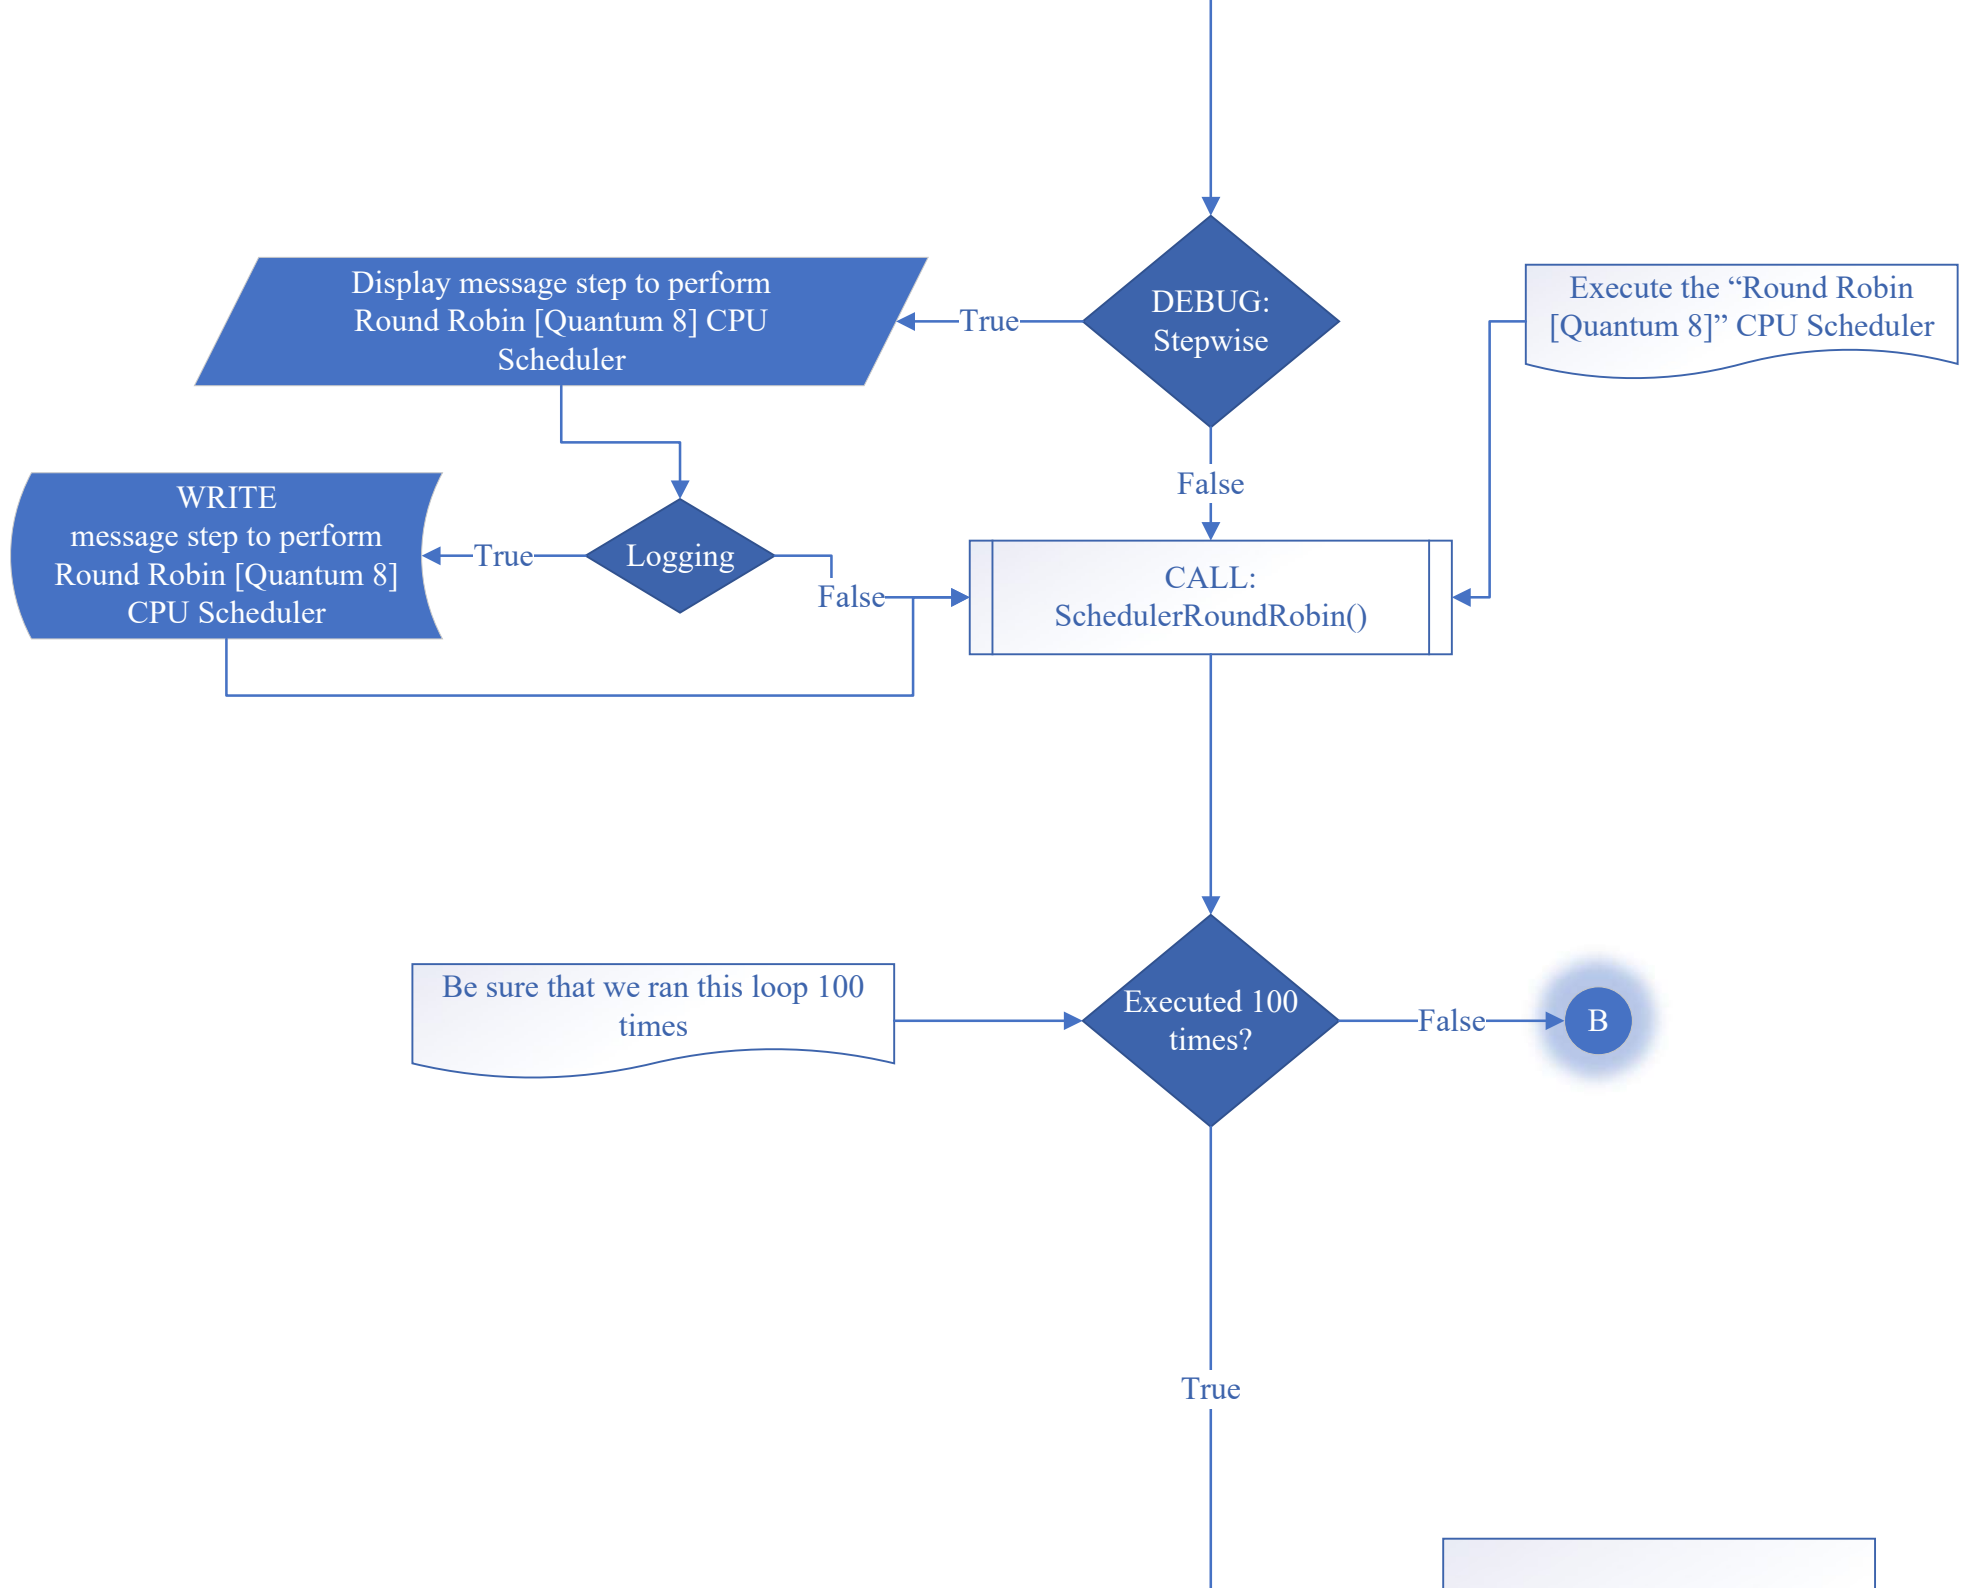 Display message step to perform
Round Robin [Quantum 8] CPU
Scheduler
True
DEBUG:
Stepwise
Execute the “Round Robin
[Quantum 8]” CPU Scheduler
False
WRITE
message step to perform
Round Robin [Quantum 8]
CPU Scheduler
True
Logging
False
CALL:
SchedulerRoundRobin()
Be sure that we ran this loop 100
times
Executed 100
times?
False
B
True